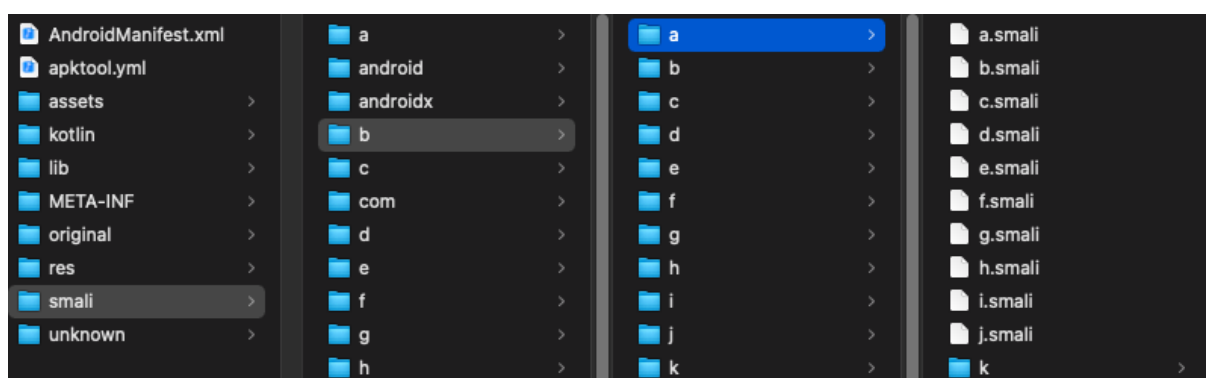 AndroidManifest.xml
apktool.yml
assets
kotlin
lib
META-INF
original
res
smali
unknown
a
android
androidx
b
c
com
d
e
f
g
h
a
b
c
d
e
f
g
h
i
j
k
a.smali
b.smali
c.smali
d.smali
e.smali
f.smali
g.smali
h.smali
i.smali
j.smali
k